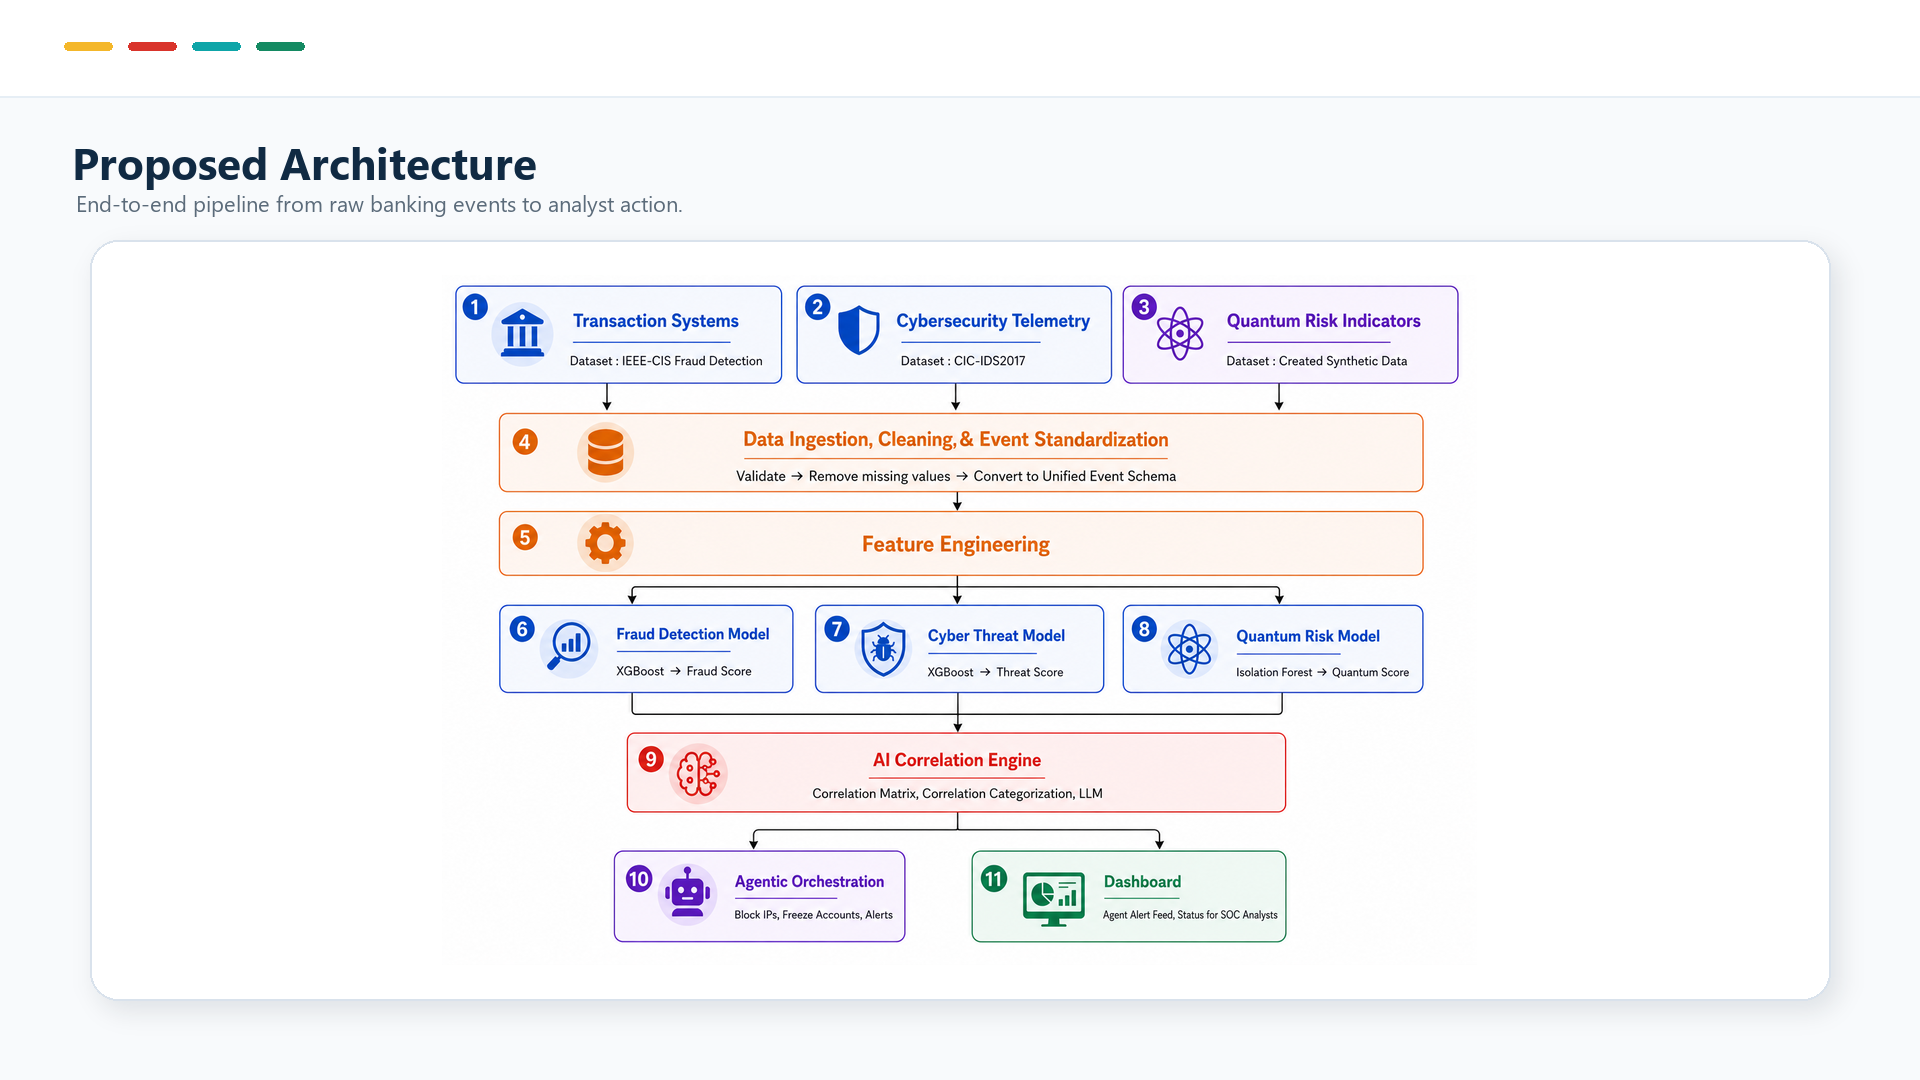 Proposed Architecture
End-to-end pipeline from raw banking events to analyst action.
1
Transaction Systems
Dataset : IEEE-CIS Fraud Detection
2
Cybersecurity Telemetry
Dataset : CIC-IDS2017
3
Quantum Risk Indicators
Dataset : Created Synthetic Data
4
Data Ingestion, Cleaning, & Event Standardization
Validate → Remove missing values → Convert to Unified Event Schema
5
Feature Engineering
6
Fraud Detection Model
XGBoost → Fraud Score
7
Cyber Threat Model
XGBoost → Threat Score
8
Quantum Risk Model
Isolation Forest → Quantum Score
9
AI Correlation Engine
Correlation Matrix, Correlation Categorization, LLM
10
Agentic Orchestration
Block IPs, Freeze Accounts, Alerts
11
Dashboard
Agent Alert Feed, Status for SOC Analysts